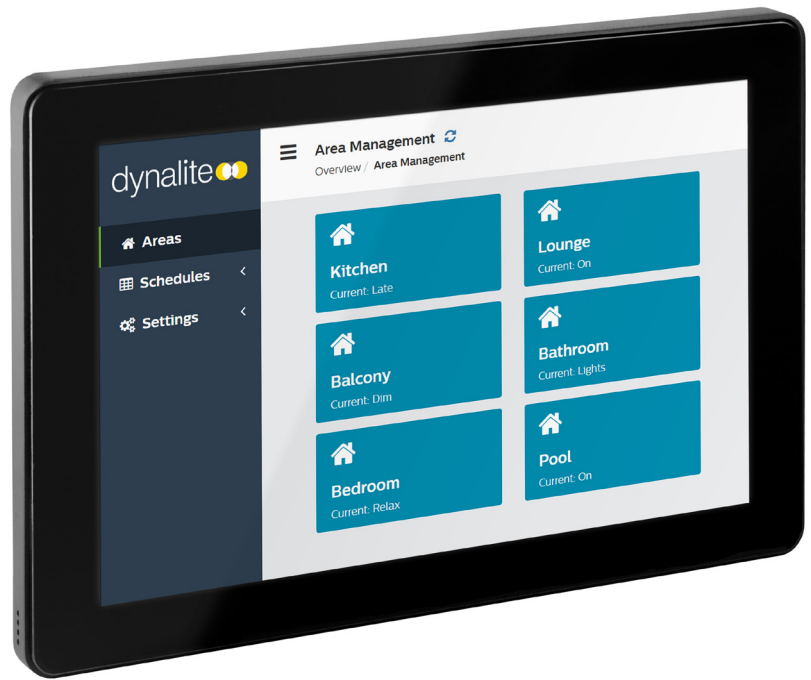 dynalite
Areas
Schedules
Settings
Area Management
Overview / Area Management
Kitchen
Current: Late
Lounge
Current: On
Balcony
Current: Dim
Bathroom
Current: Lights
Bedroom
Current: Relax
Pool
Current: On